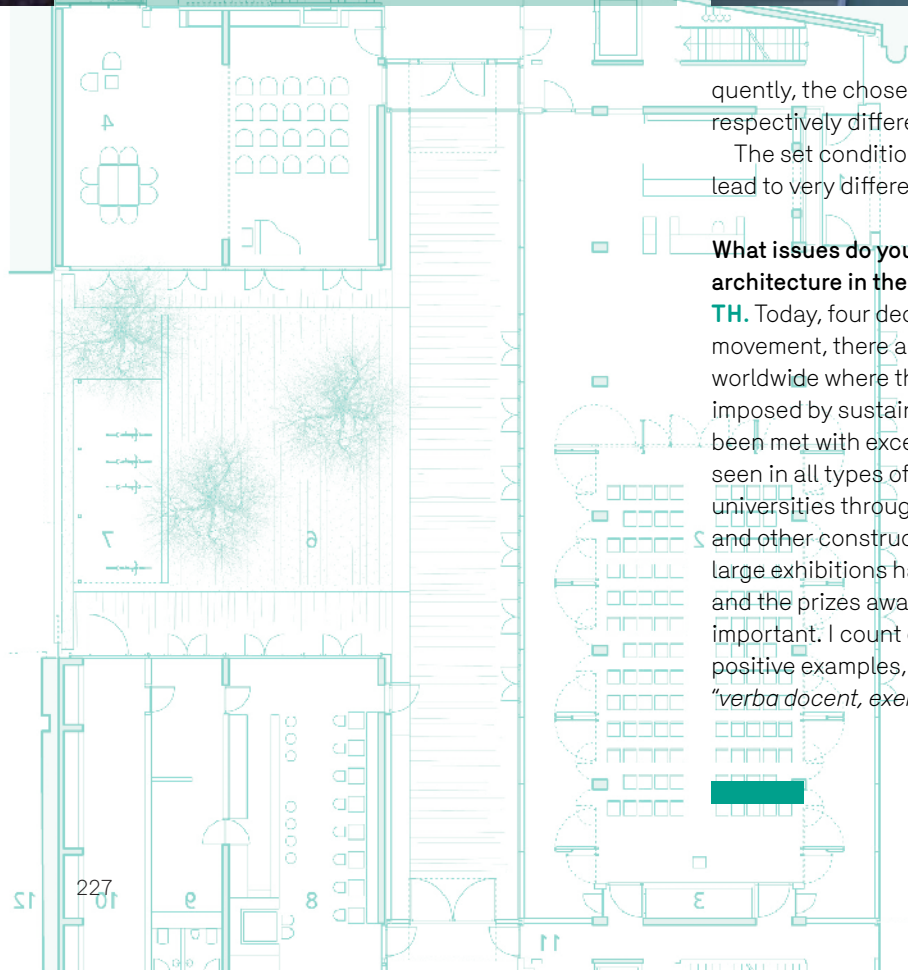 quently, the chose
respectively differe
The set conditio
lead to very differe
What issues do you
architecture in the
TH. Today, four dec
movement, there a
worldwide where th
imposed by sustain
been met with exce
seen in all types of
universities throug
and other construc
large exhibitions ha
and the prizes awa
important. I count
positive examples,
“verba docent, exe
227
4
1
2
7
6
12
10
9
8
3
11